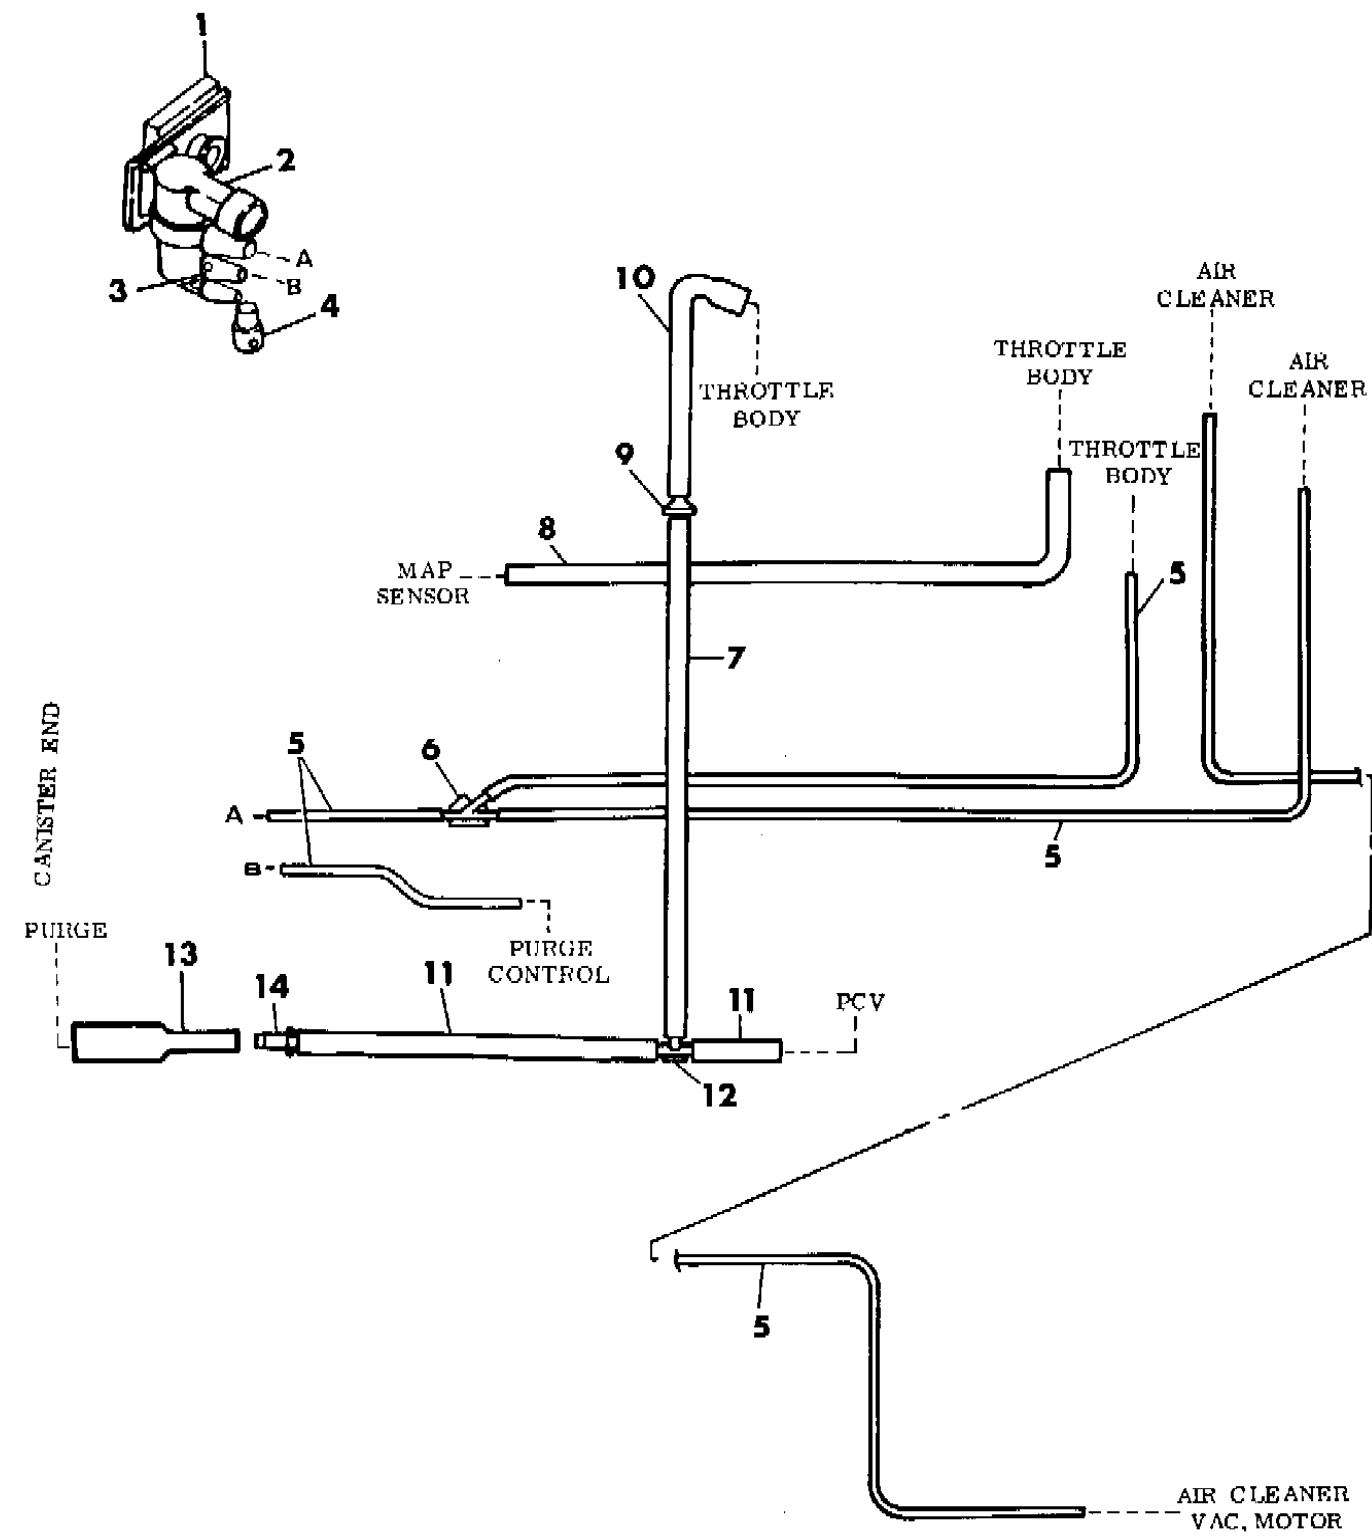 1
2
A
B
3
4
10
AIR
CLEANER
THROTTLE
BODY
AIR
CLEANER
THROTTLE
BODY
9
THROTTLE
BODY
8
MAP
SENSOR
5
7
CANISTER END
5
6
A
5
B
PURGE
PURGE
CONTROL
13
14
11
11
PCV
12
5
AIR CLEANER
VAC, MOTOR